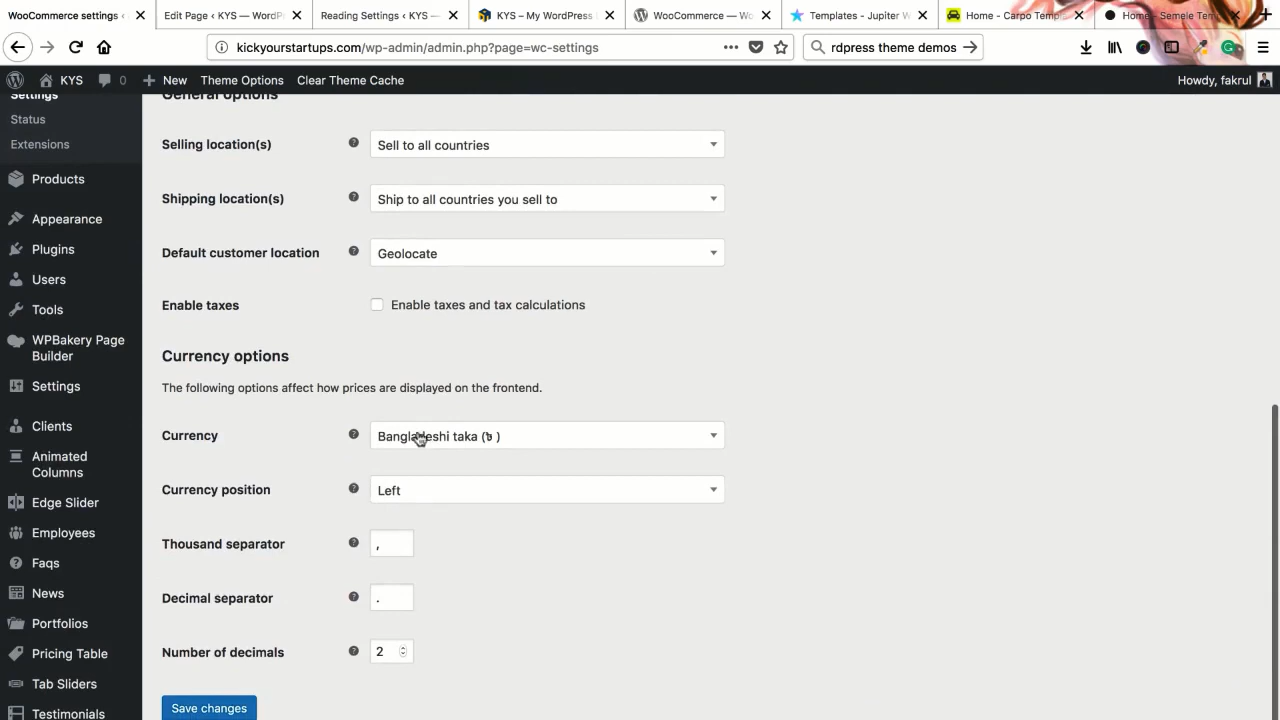 WooCommerce settings ‹
Edit Page ‹ KYS — WordPr
Reading Settings ‹ KYS —
KYS – My WordPress
WooCommerce — Wo
Templates - Jupiter W
Home - Carpo Temp
Home - Semele Tem
kickyourstartups.com/wp-admin/admin.php?page=wc-settings
rdpress theme demos
KYS
0
New
Theme Options
Clear Theme Cache
Howdy, fakrul
Settings
Status
Extensions
Products
Appearance
Plugins
Users
Tools
WPBakery Page
Builder
Settings
Clients
Animated
Columns
Edge Slider
Employees
Faqs
News
Portfolios
Pricing Table
Tab Sliders
Testimonials
General options
Selling location(s)
Sell to all countries
Shipping location(s)
Ship to all countries you sell to
Default customer location
Geolocate
Enable taxes
Enable taxes and tax calculations
Currency options
The following options affect how prices are displayed on the frontend.
Currency
Bangladeshi taka (৳ )
Currency position
Left
Thousand separator
,
Decimal separator
.
Number of decimals
2
Save changes